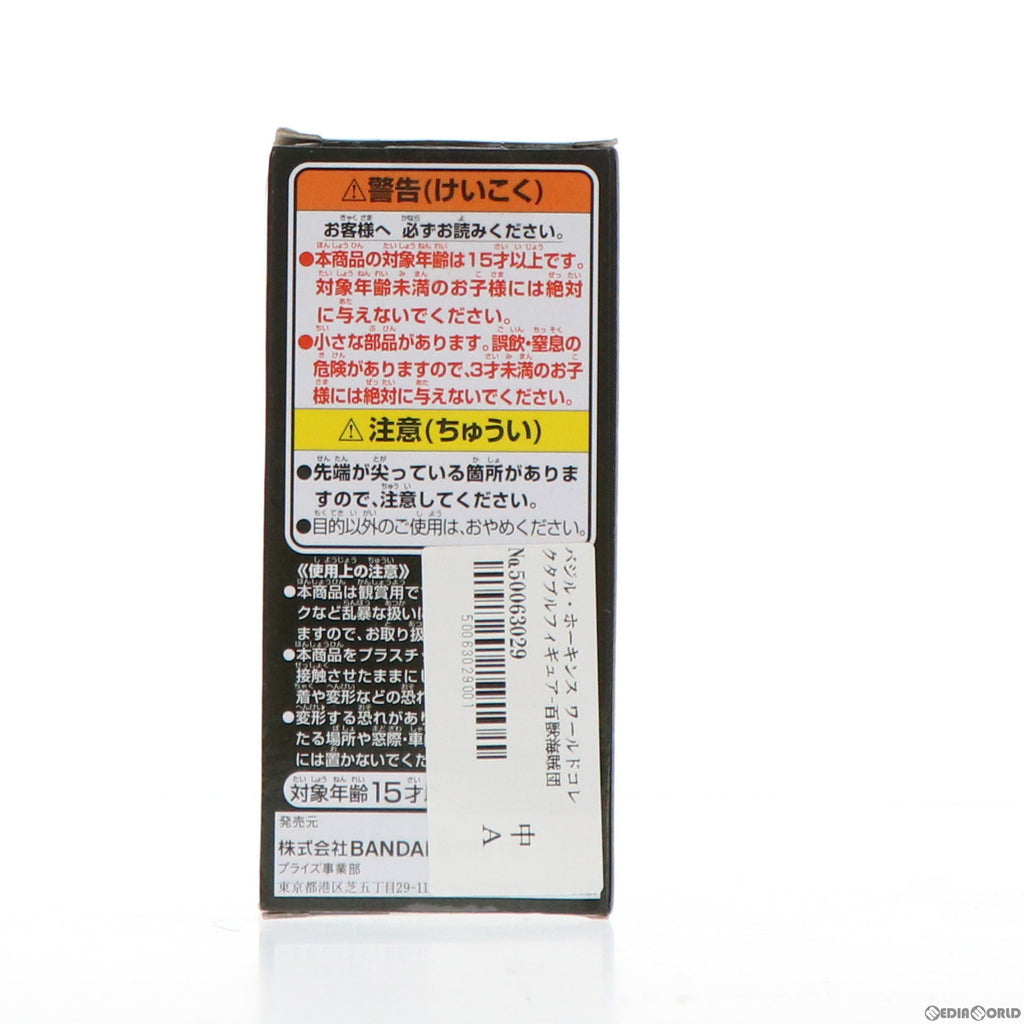 ⚠警告(けいこく)
お客様へ 必ずお読みください。
●本商品の対象年齢は15才以上です。
対象年齢未満のお子様には絶対
に与えないでください。
●小さな部品があります。誤飲・窒息の
危険がありますので、3才未満のお子
様には絶対に与えないでください。
⚠注意(ちゅうい)
●先端が尖っている箇所がありま
すので、注意してください。
●目的以外のご使用は、おやめください。
《使用上の注意》
●本商品は観賞用で
クなど乱暴な扱い
ますので、お取り扱
●本商品をプラスチッ
接触させたままにし
着や変形などの恐れ
●変形する恐れがあり
たる場所や窓際・車
には置かないでくだ
対象年齢15才
発売元
株式会社BANDAI
プライズ事業部
東京都港区芝五丁目29-11
バジル・ホーキンス ワールドコレ
クタブルフィギュア-百獣海賊団
No.50063029
50063029001
中
A
MEDIAWORLD